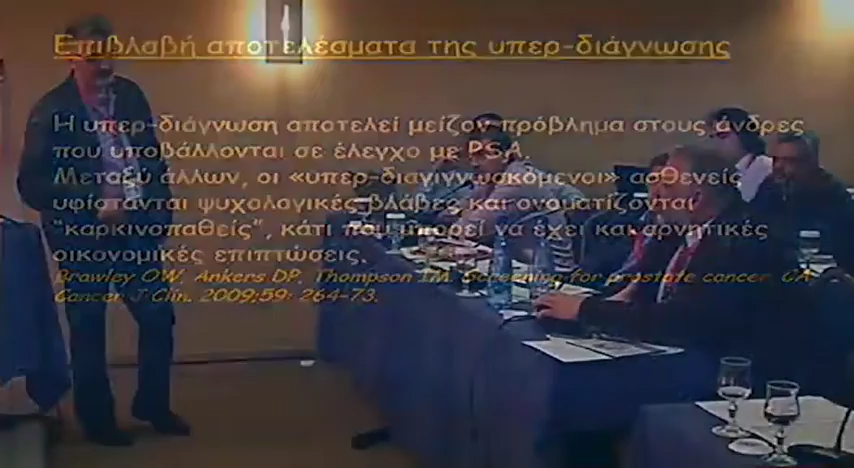 Επιβλαβή αποτελέσματα της υπερ-διάγνωσης
Η υπερ-διάγνωση αποτελεί μείζον πρόβλημα στους άνδρες
που υποβάλλονται σε έλεγχο με PSA
Μεταξύ άλλων, οι «υπερ-διαγιγνωσκόμενοι» ασθενείς
υφίστανται ψυχολογικές βλάβες και ονοματίζονται
"καρκινοπαθείς", κάτι που μπορεί να έχει και αρνητικές
οικονομικές επιπτώσεις.
Brawley OW, Ankers DP, Thompson IM. Screening for prostate cancer. CA
Cancer J Clin. 2009;59: 264-73.